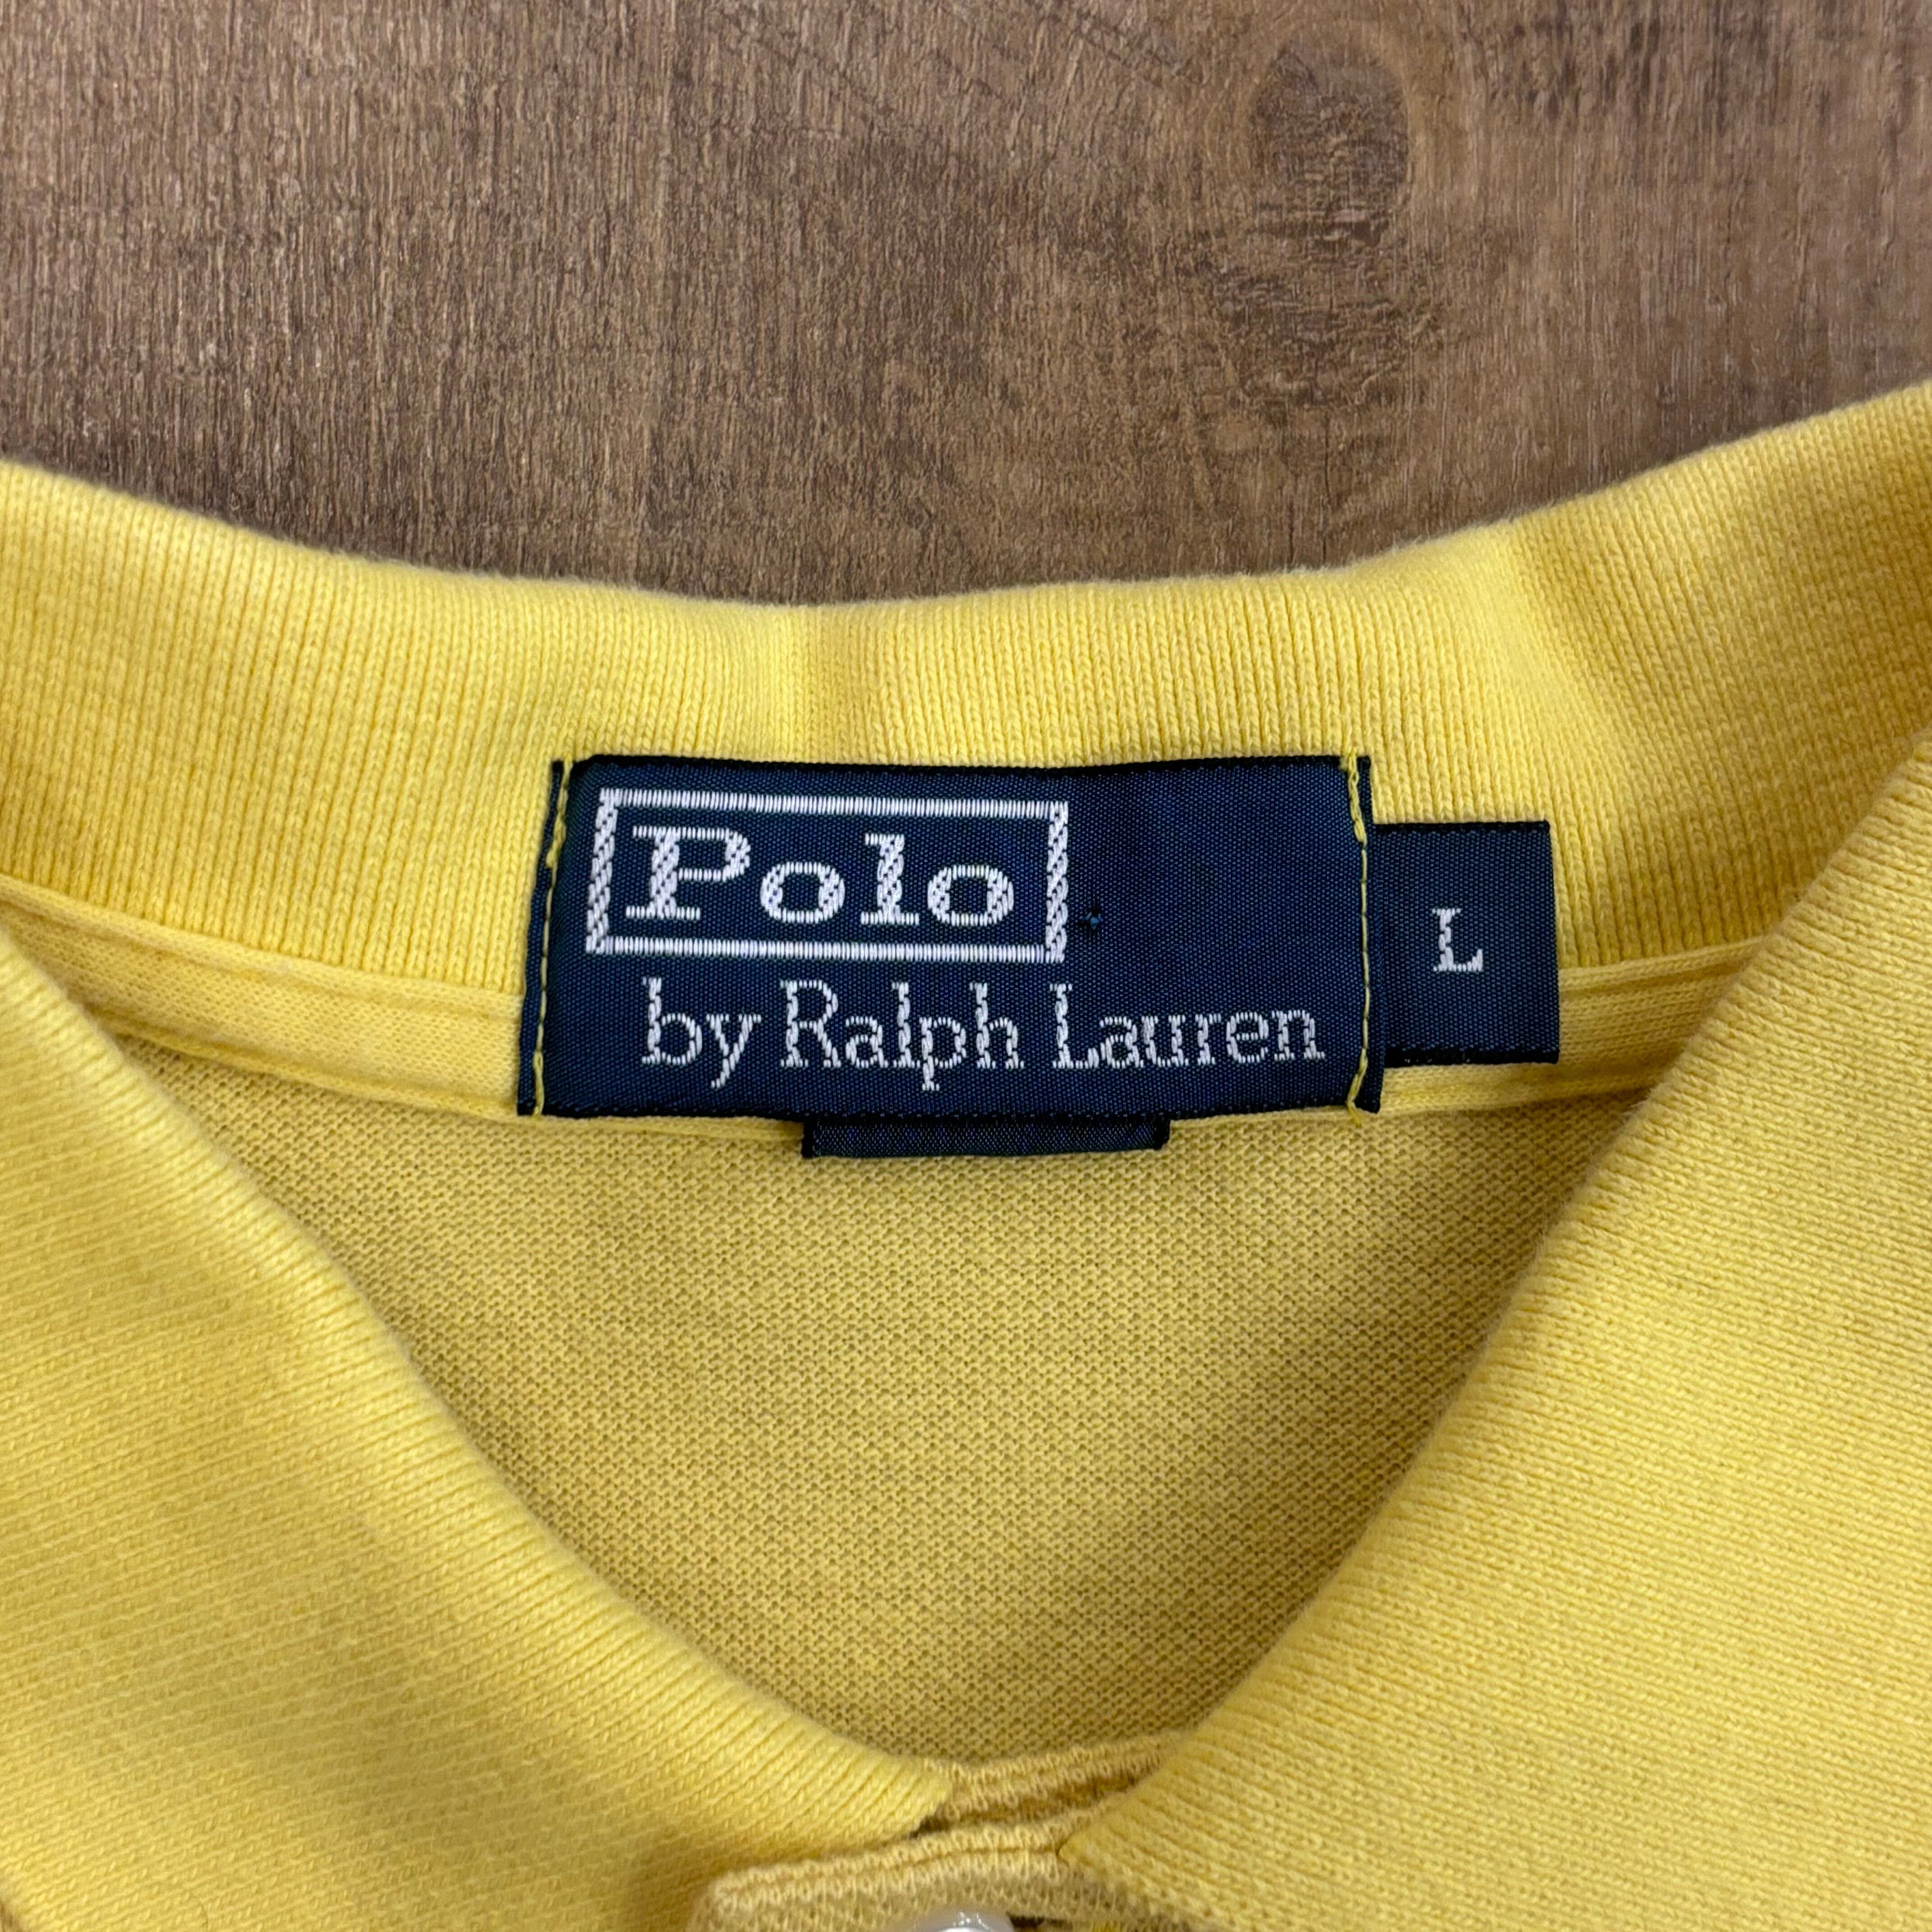 Polo
by Ralph Lauren
L